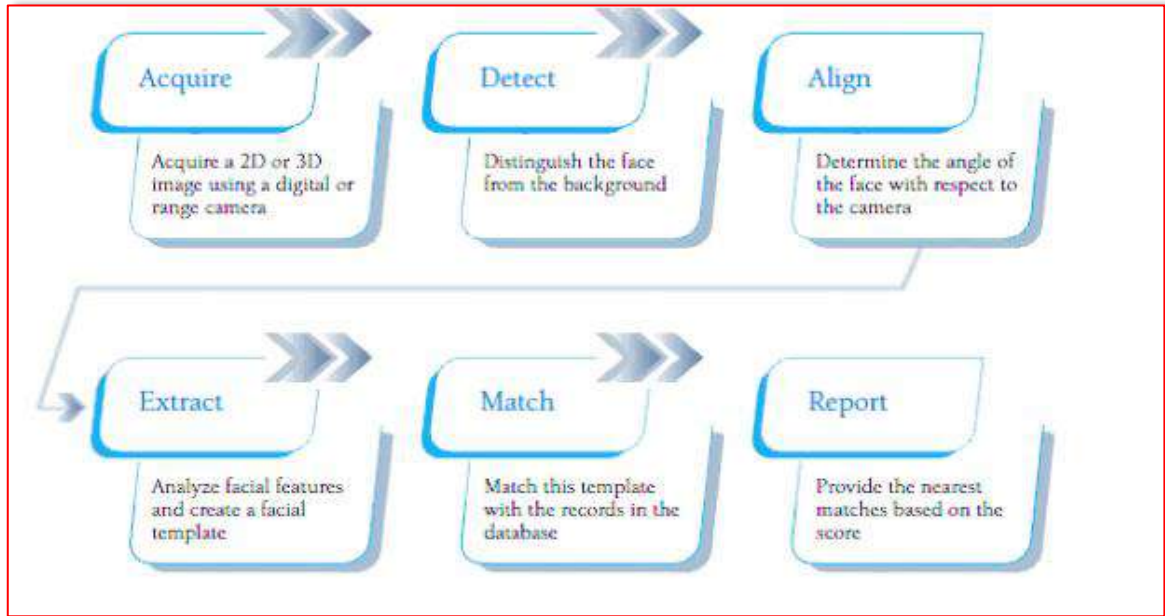 Acquire
Acquire a 2D or 3D
image using a digital or
range camera
Detect
Distinguish the face
from the background
Align
Determine the angle of
the face with respect to
the camera
Extract
Analyze facial features
and create a facial
template
Match
Match this template
with the records in the
database
Report
Provide the nearest
matches based on the
score